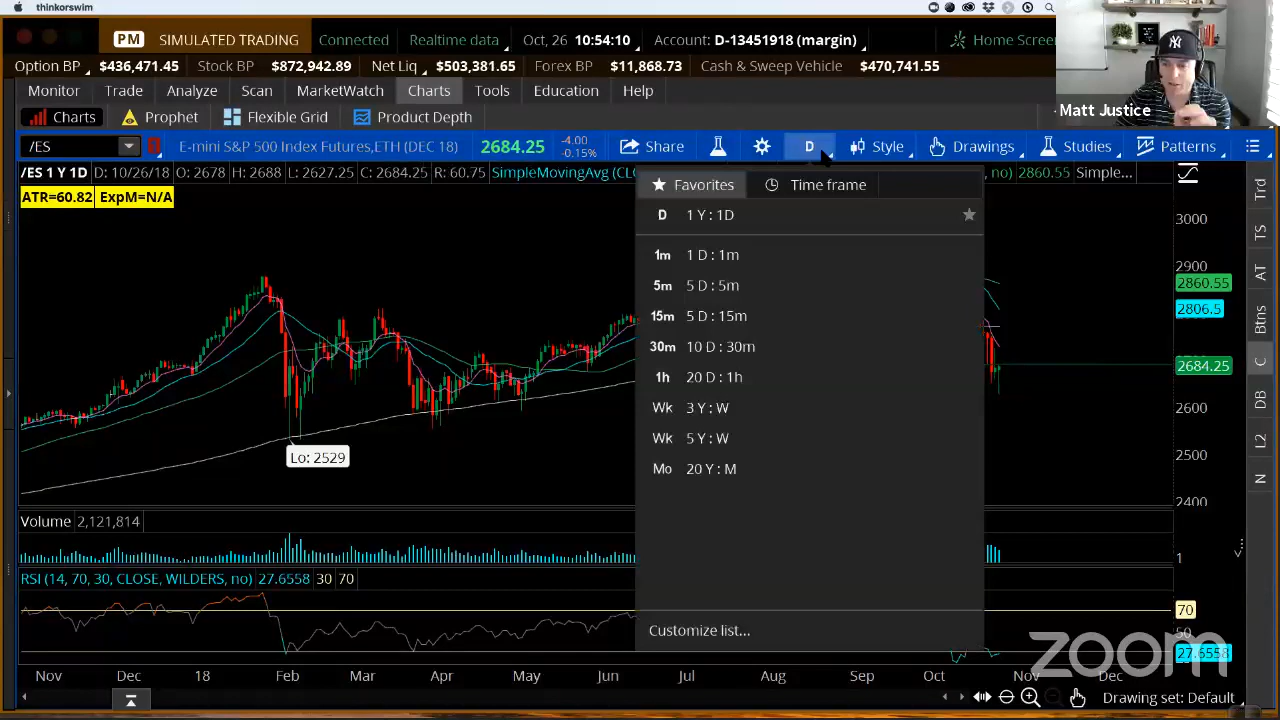 thinkorswim
PM SIMULATED TRADING Connected Realtime data Oct, 26 10:54:10 Account: D-13451918 (margin) Home Screen
Option BP $436,471.45 Stock BP $872,942.89 Net Liq $503,381.65 Forex BP $11,868.73 Cash & Sweep Vehicle $470,741.55
Monitor Trade Analyze Scan MarketWatch Charts Tools Education Help
Matt Justice
Charts Prophet Flexible Grid Product Depth
/ES E-mini S&P 500 Index Futures,ETH (DEC 18) 2684.25 -4.00 -0.15% Share D Style Drawings Studies Patterns
/ES 1 Y 1D D: 10/26/18 O: 2678 H: 2688 L: 2627.25 C: 2684.25 R: 60.75 SimpleMovingAvg (CLO no) 2860.55 Simple...
ATR=60.82 ExpM=N/A
Favorites Time frame
D 1 Y : 1D
1m 1 D : 1m
5m 5 D : 5m
15m 5 D : 15m
30m 10 D : 30m
1h 20 D : 1h
Wk 3 Y : W
Wk 5 Y : W
Mo 20 Y : M
Customize list...
3000
2900
2860.55
2806.5
2684.25
2600
2500
2400
Lo: 2529
Trd
TS
AT
Btns
C
DB
L2
N
Volume 2,121,814
1
RSI (14, 70, 30, CLOSE, WILDERS, no) 27.6558 30 70
70
50
27.6558
zoom
Nov Dec 18 Feb Mar Apr May Jun Jul Aug Sep Oct Nov Dec
Drawing set: Default